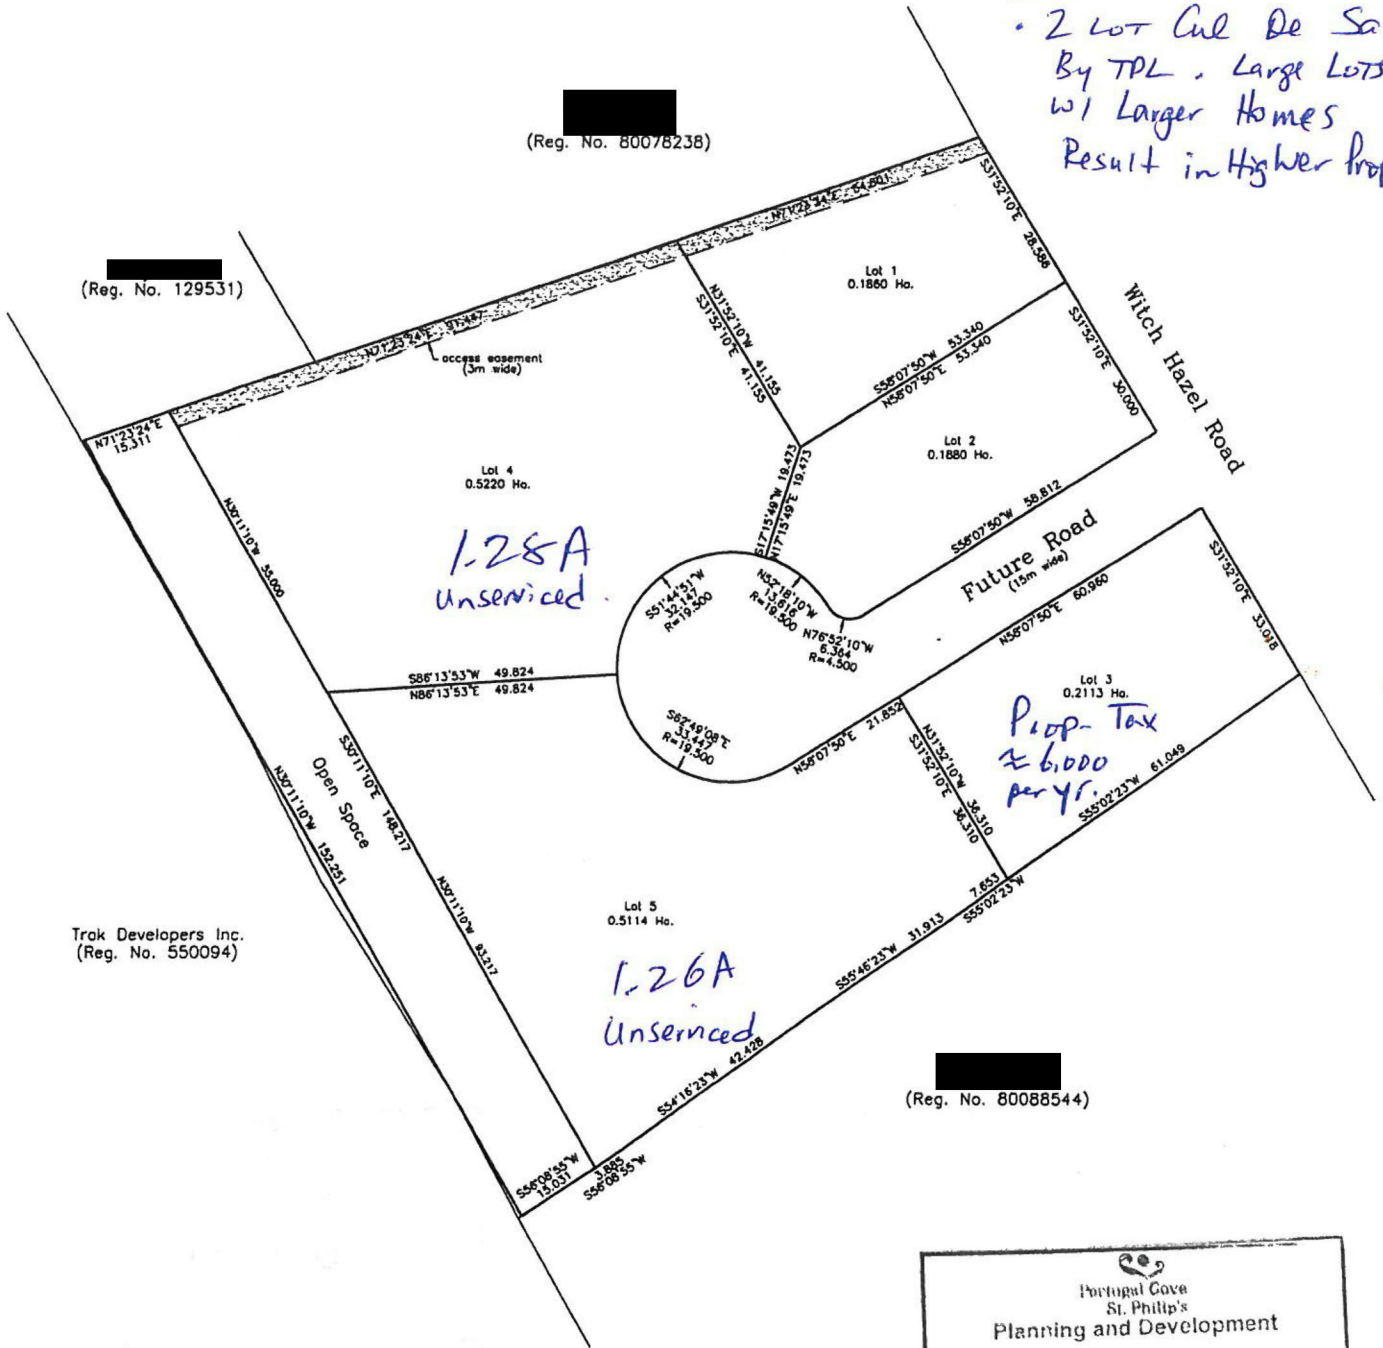 • 2 LOT Cul De Sa
By TPL . Large LOTS
w/ Larger Homes
Result in Higher Prop
(Reg. No. 80078238)
(Reg. No. 129531)
N71°23'24"E 64.601
S31°52'10"E 28.586
Lot 1
0.1860 Ha.
N71°23'24"E 91.447
access easement
(3m wide)
N31°52'10"W 41.155
S31°52'10"E 41.155
S58°07'50"W 53.340
N58°07'50"E 53.340
S31°52'10"E 30.000
Witch Hazel Road
N71°23'24"E
15.311
Lot 4
0.5220 Ha.
Lot 2
0.1880 Ha.
S17°15'49"W 19.473
N17°15'49"E 19.473
S58°07'50"W 58.812
N30°11'10"W 55.000
1.28A
Unserviced.
Future Road
(15m wide)
S51°44'51"W
32.147
R=19.500
N52°18'10"W
13.616
R=19.500
N76°52'10"W
6.364
R=4.500
N58°07'50"E 60.960
S31°52'10"E 33.018
S86°13'53"W 49.824
N86°13'53"E 49.824
Lot 3
0.2113 Ha.
Prop. Tax
≈ 6,000
per yr.
S62°49'08"E
33.447
R=19.500
N58°07'50"E 21.852
N31°52'10"W 36.310
S31°52'10"E 36.310
S55°02'23"W 61.049
Open Space
S30°11'10"E 148.217
N30°11'10"W 152.251
N30°11'10"W 93.217
7.653
S55°02'23"W
Lot 5
0.5114 Ha.
S55°46'23"W 31.913
Trak Developers Inc.
(Reg. No. 550094)
1.26A
Unserviced
S54°16'23"W 42.428
(Reg. No. 80088544)
S56°08'55"W
15.031
3.885
S56°08'55"W
Portugal Cove
St. Philip's
Planning and Development